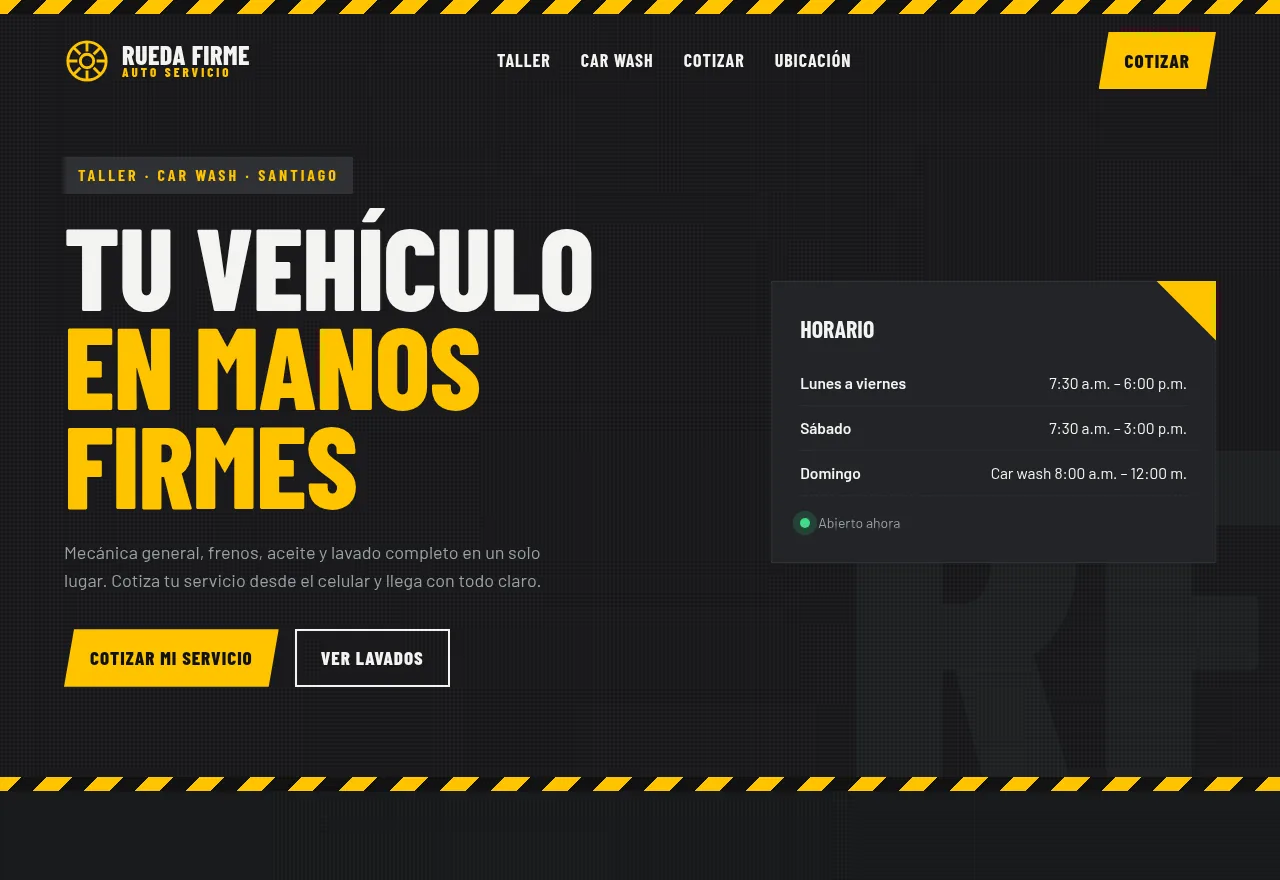 RUEDA FIRME
AUTO SERVICIO
TALLER CAR WASH COTIZAR UBICACIÓN
COTIZAR
TALLER · CAR WASH · SANTIAGO
TU VEHÍCULO
EN MANOS
FIRMES
Mecánica general, frenos, aceite y lavado completo en un solo
lugar. Cotiza tu servicio desde el celular y llega con todo claro.
COTIZAR MI SERVICIO
VER LAVADOS
HORARIO
Lunes a viernes 7:30 a.m. – 6:00 p.m.
Sábado 7:30 a.m. – 3:00 p.m.
Domingo Car wash 8:00 a.m. – 12:00 m.
Abierto ahora
RF